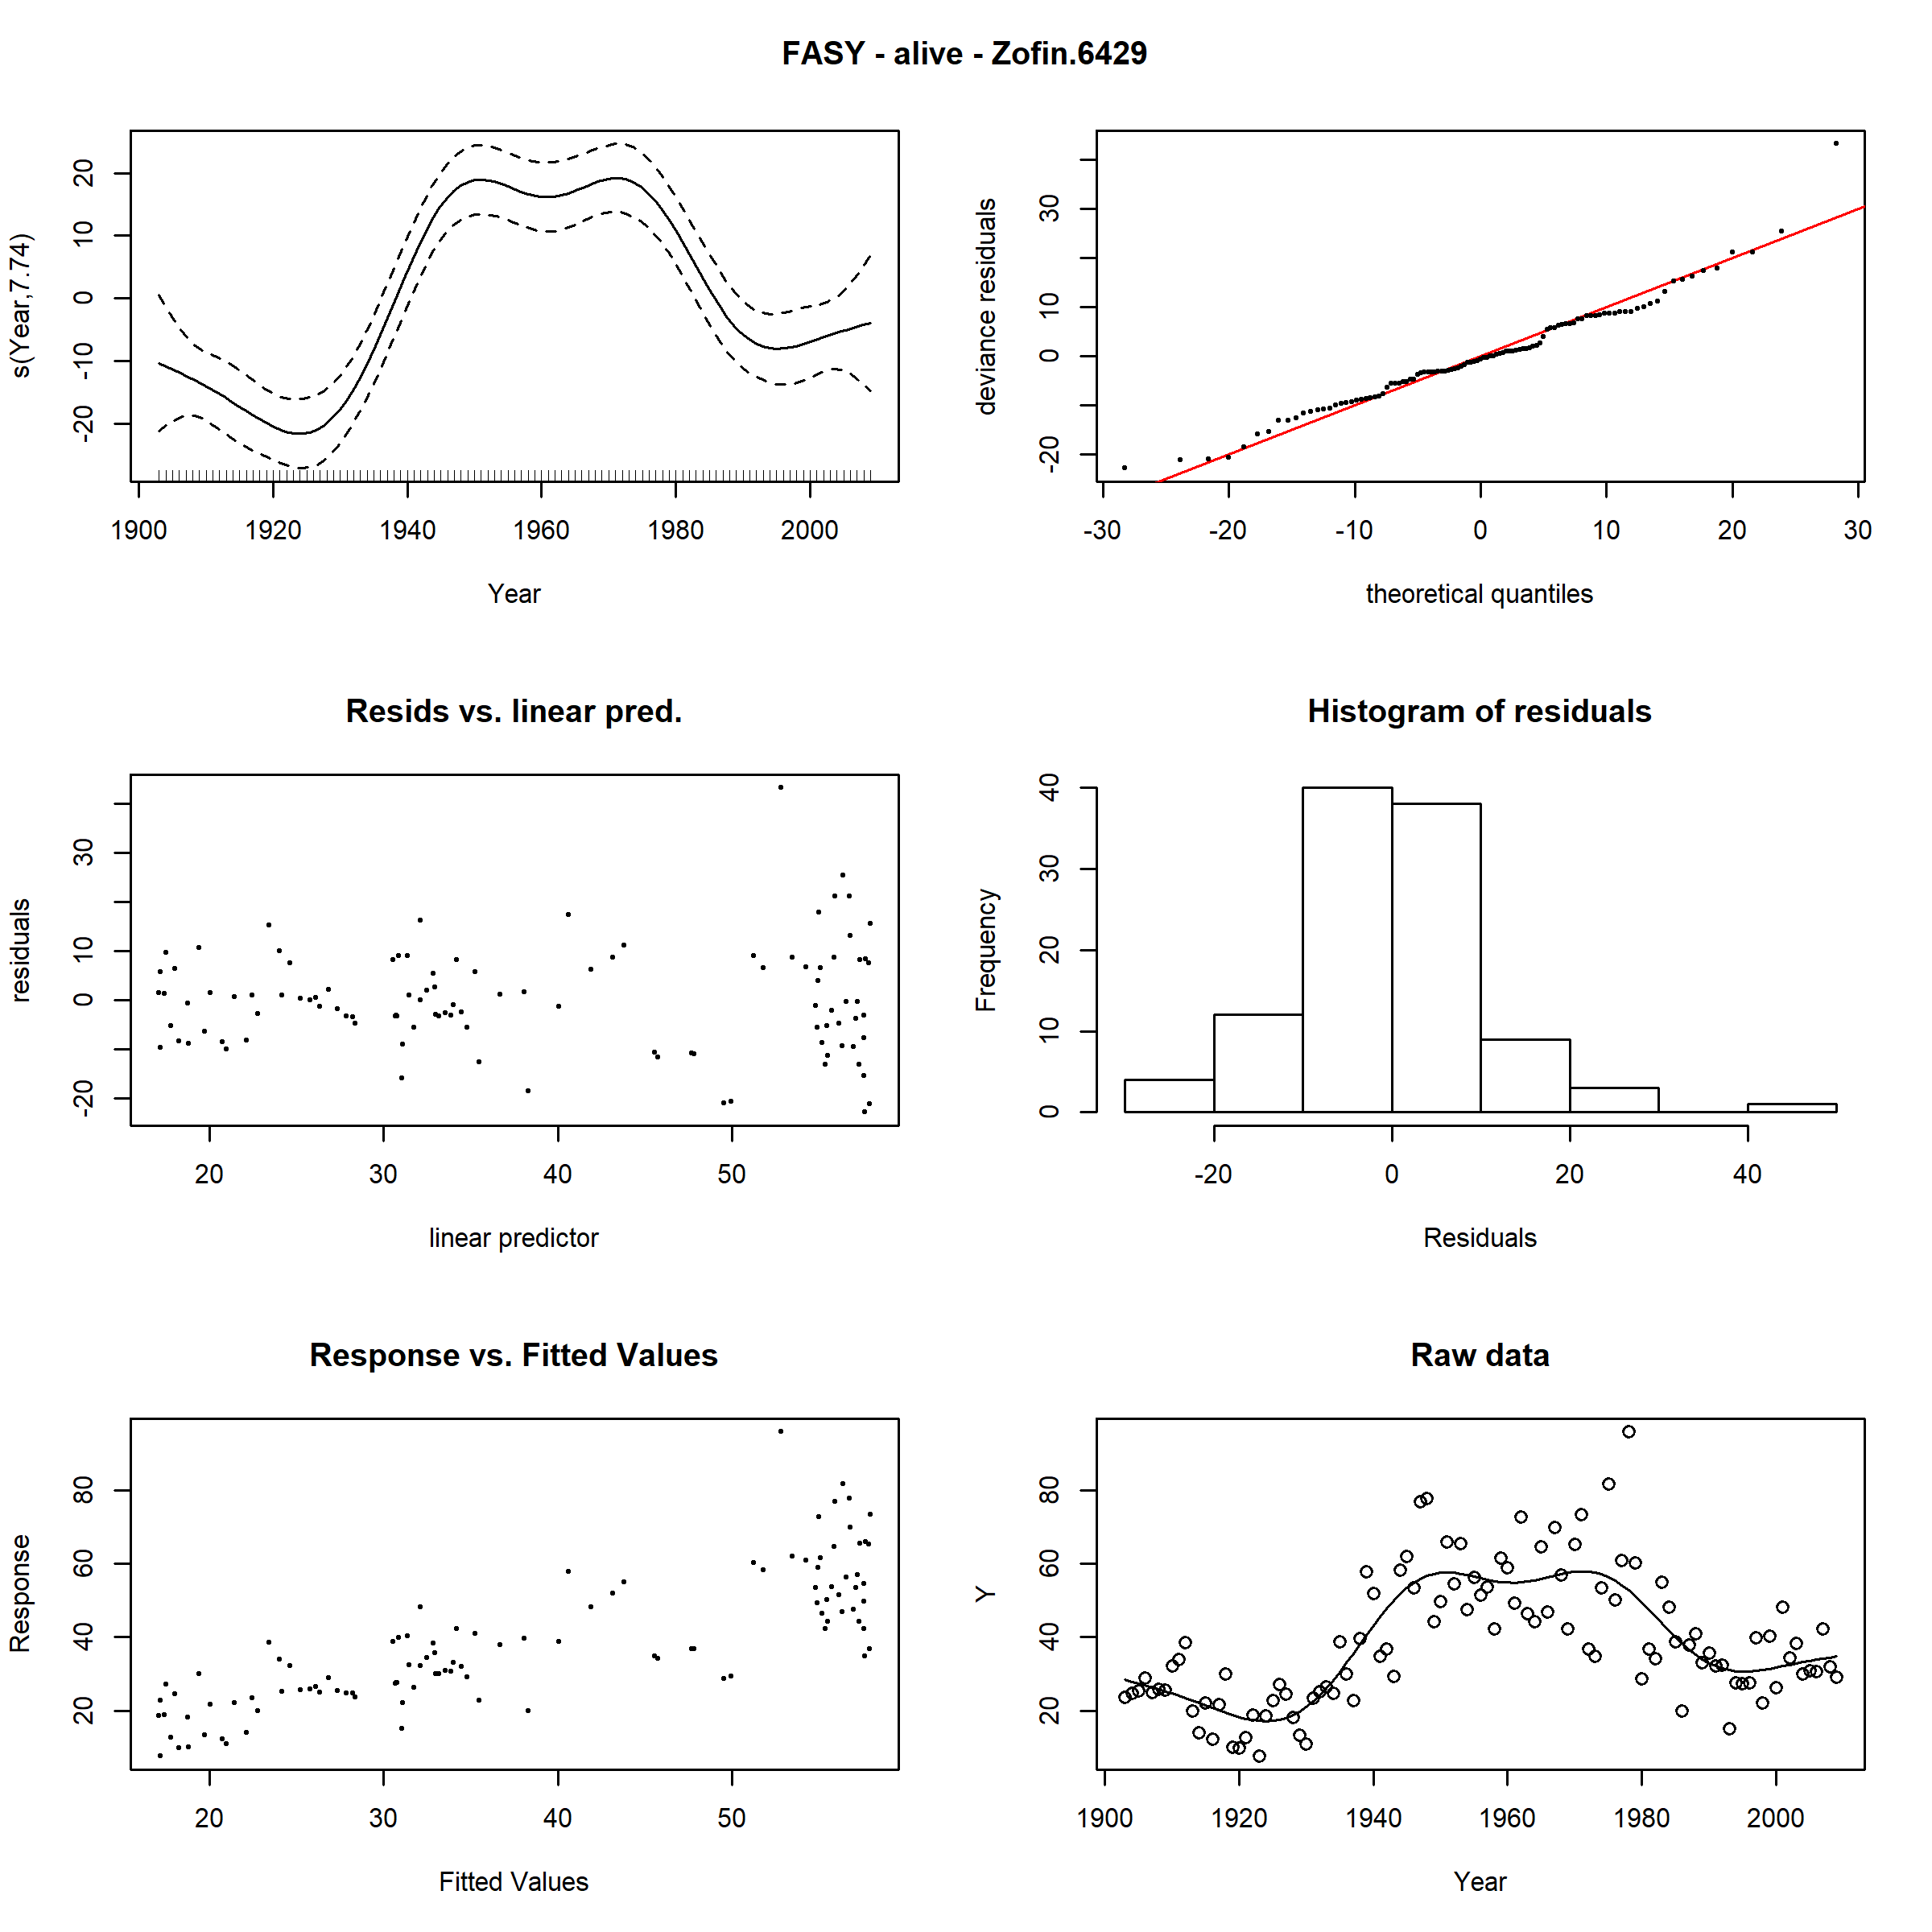 FASY - alive - Zofin.6429
s(Year,7.74)
20
10
0
-10
-20
1900 1920 1940 1960 1980 2000
Year
deviance residuals
30
10
0
-20
-30 -20 -10 0 10 20 30
theoretical quantiles
Resids vs. linear pred.
residuals
30
10
0
-20
20 30 40 50
linear predictor
Histogram of residuals
Frequency
40
30
20
10
0
-20 0 20 40
Residuals
Response vs. Fitted Values
Response
80
60
40
20
20 30 40 50
Fitted Values
Raw data
Y
80
60
40
20
1900 1920 1940 1960 1980 2000
Year